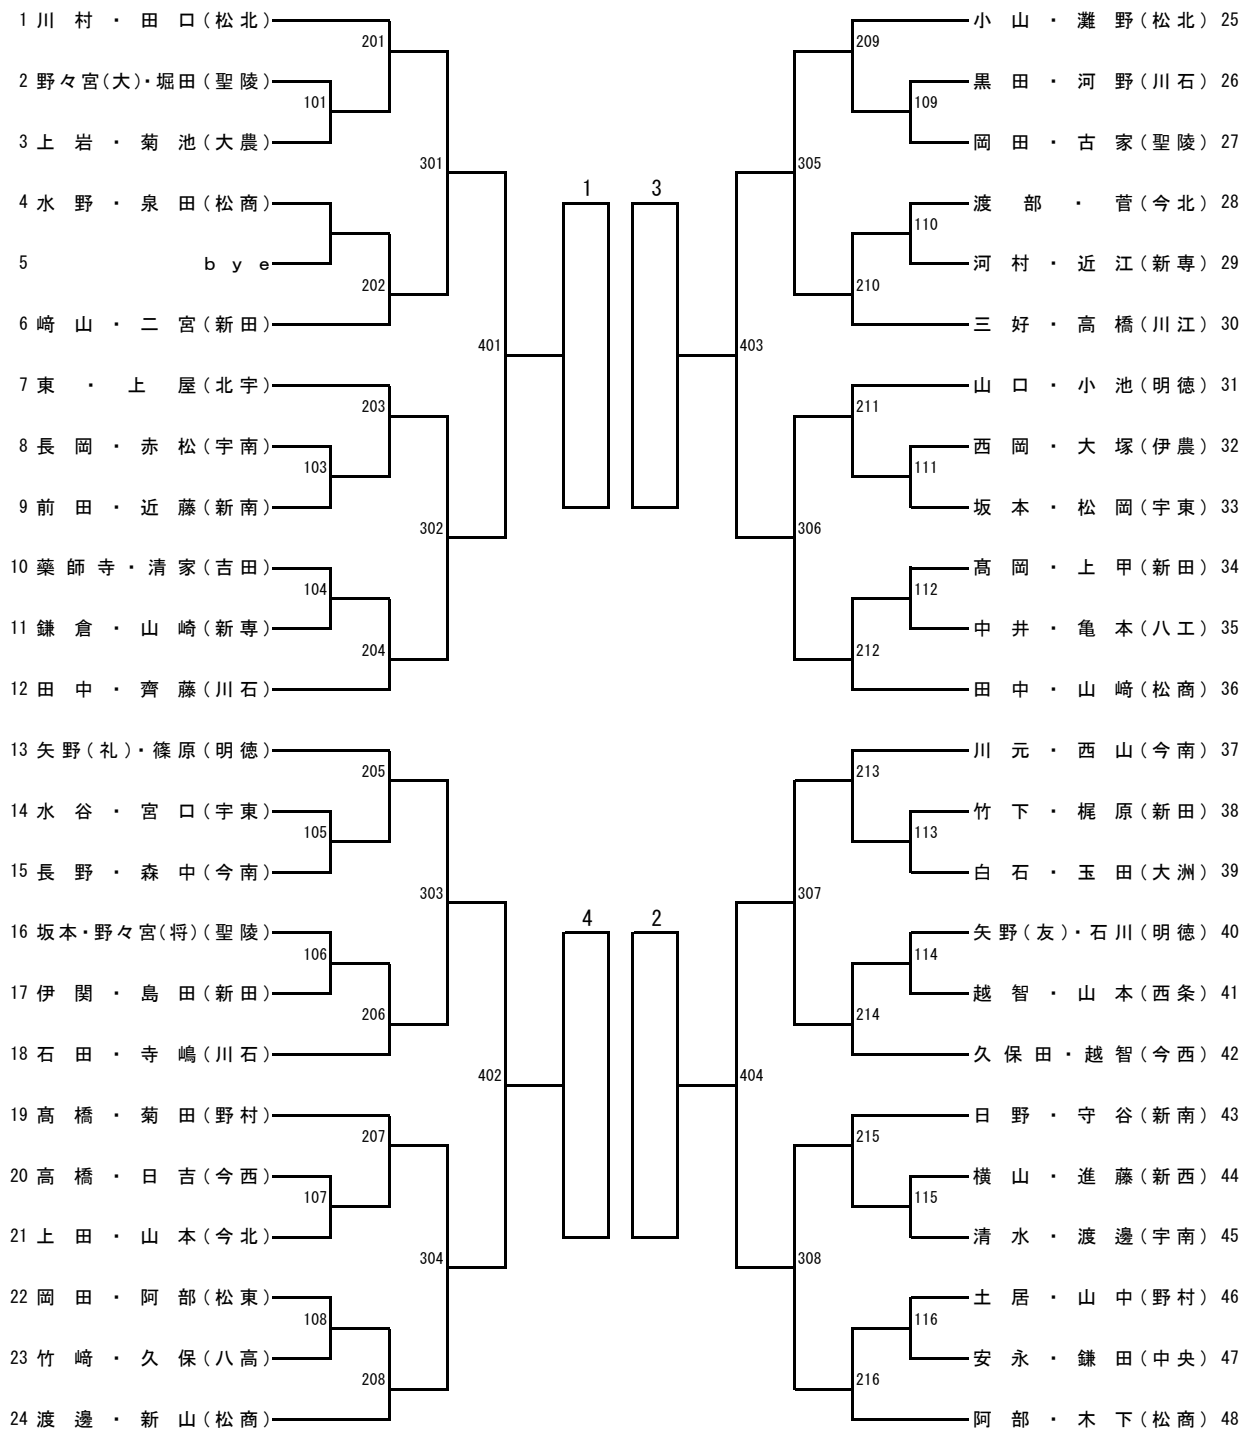 1 川村・田口(松北)
201
2 野々宮(大)・堀田(聖陵)
101
3 上岩・菊池(大農)
301
4 水野・泉田(松商)
5 bye
202
6 﨑山・二宮(新田)
401
7 東・上屋(北宇)
203
8 長岡・赤松(宇南)
103
9 前田・近藤(新南)
302
10 薬師寺・清家(吉田)
104
11 鎌倉・山崎(新専)
204
12 田中・齊藤(川石)
13 矢野(礼)・篠原(明徳)
205
14 水谷・宮口(宇東)
105
15 長野・森中(今南)
303
16 坂本・野々宮(将)(聖陵)
106
17 伊関・島田(新田)
206
18 石田・寺嶋(川石)
402
19 髙橋・菊田(野村)
207
20 高橋・日吉(今西)
107
21 上田・山本(今北)
304
22 岡田・阿部(松東)
108
23 竹﨑・久保(八高)
208
24 渡邊・新山(松商)
1
3
4
2
小山・灘野(松北) 25
209
黒田・河野(川石) 26
109
岡田・古家(聖陵) 27
305
渡部・菅(今北) 28
110
河村・近江(新専) 29
210
三好・高橋(川江) 30
403
山口・小池(明徳) 31
211
西岡・大塚(伊農) 32
111
坂本・松岡(宇東) 33
306
髙岡・上甲(新田) 34
112
中井・亀本(八工) 35
212
田中・山﨑(松商) 36
川元・西山(今南) 37
213
竹下・梶原(新田) 38
113
白石・玉田(大洲) 39
307
矢野(友)・石川(明徳) 40
114
越智・山本(西条) 41
214
久保田・越智(今西) 42
404
日野・守谷(新南) 43
215
横山・進藤(新西) 44
115
清水・渡邊(宇南) 45
308
土居・山中(野村) 46
116
安永・鎌田(中央) 47
216
阿部・木下(松商) 48